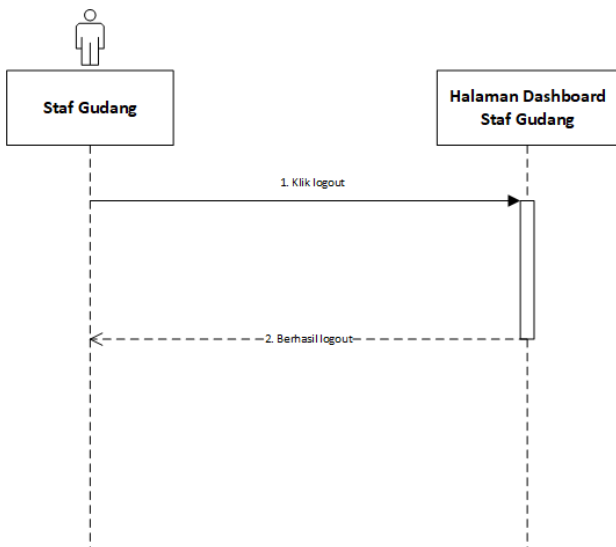 Staf Gudang
Halaman Dashboard
Staf Gudang
1. Klik logout
2. Berhasil logout